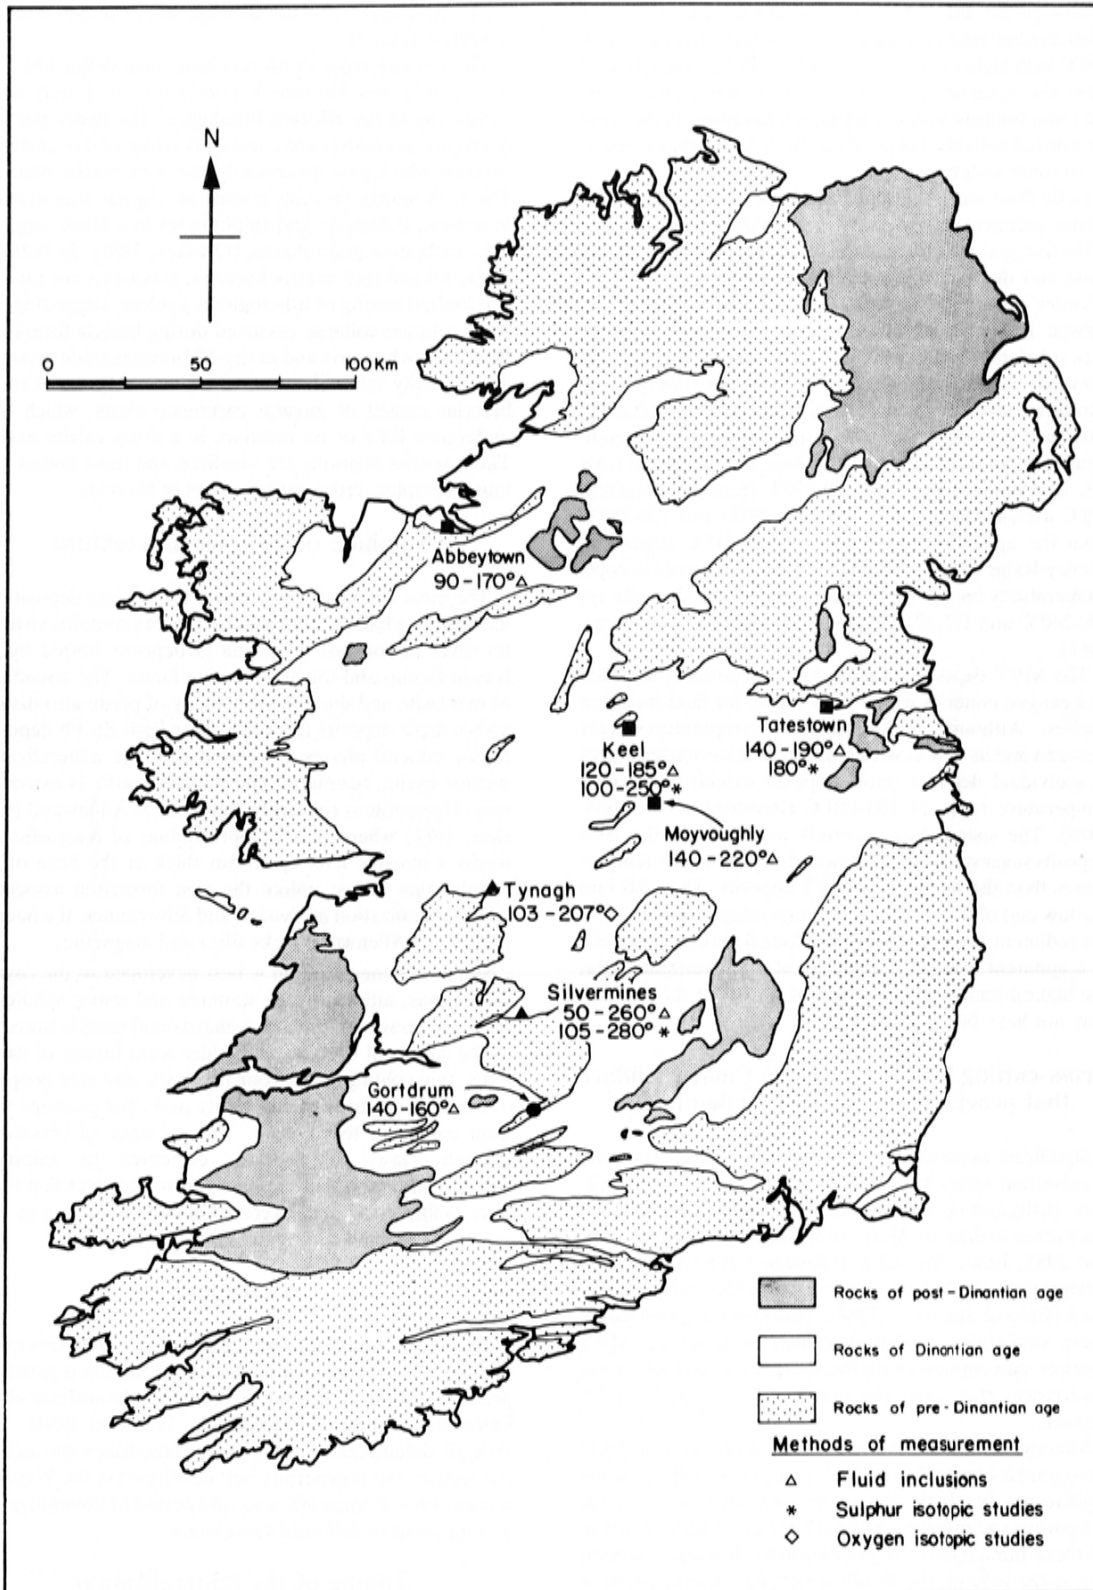 N
0 50 100 Km
Abbeytown
90-170°△
Tatestown
140-190°△
180°*
Keel
120-185°△
100-250°*
Moyvoughly
140-220°△
Tynagh
103-207°◇
Silvermines
50-260°△
105-280°*
Gortdrum
140-160°△
Rocks of post-Dinantian age
Rocks of Dinantian age
Rocks of pre-Dinantian age
Methods of measurement
△ Fluid inclusions
* Sulphur isotopic studies
◇ Oxygen isotopic studies